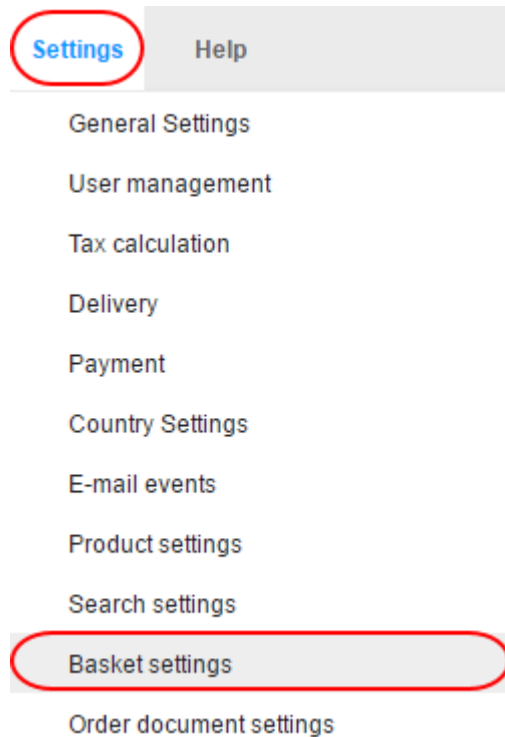 Settings Help
General Settings
User management
Tax calculation
Delivery
Payment
Country Settings
E-mail events
Product settings
Search settings
Basket settings
Order document settings